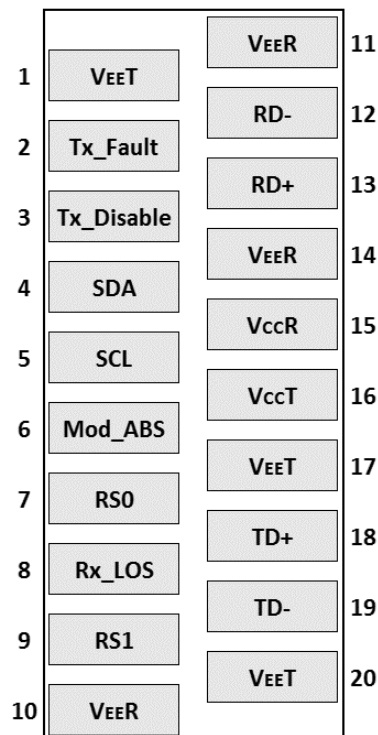 1 VEET
2 Tx_Fault
3 Tx_Disable
4 SDA
5 SCL
6 Mod_ABS
7 RS0
8 Rx_LOS
9 RS1
10 VEER
VEER 11
RD- 12
RD+ 13
VEER 14
VccR 15
VccT 16
VEET 17
TD+ 18
TD- 19
VEET 20